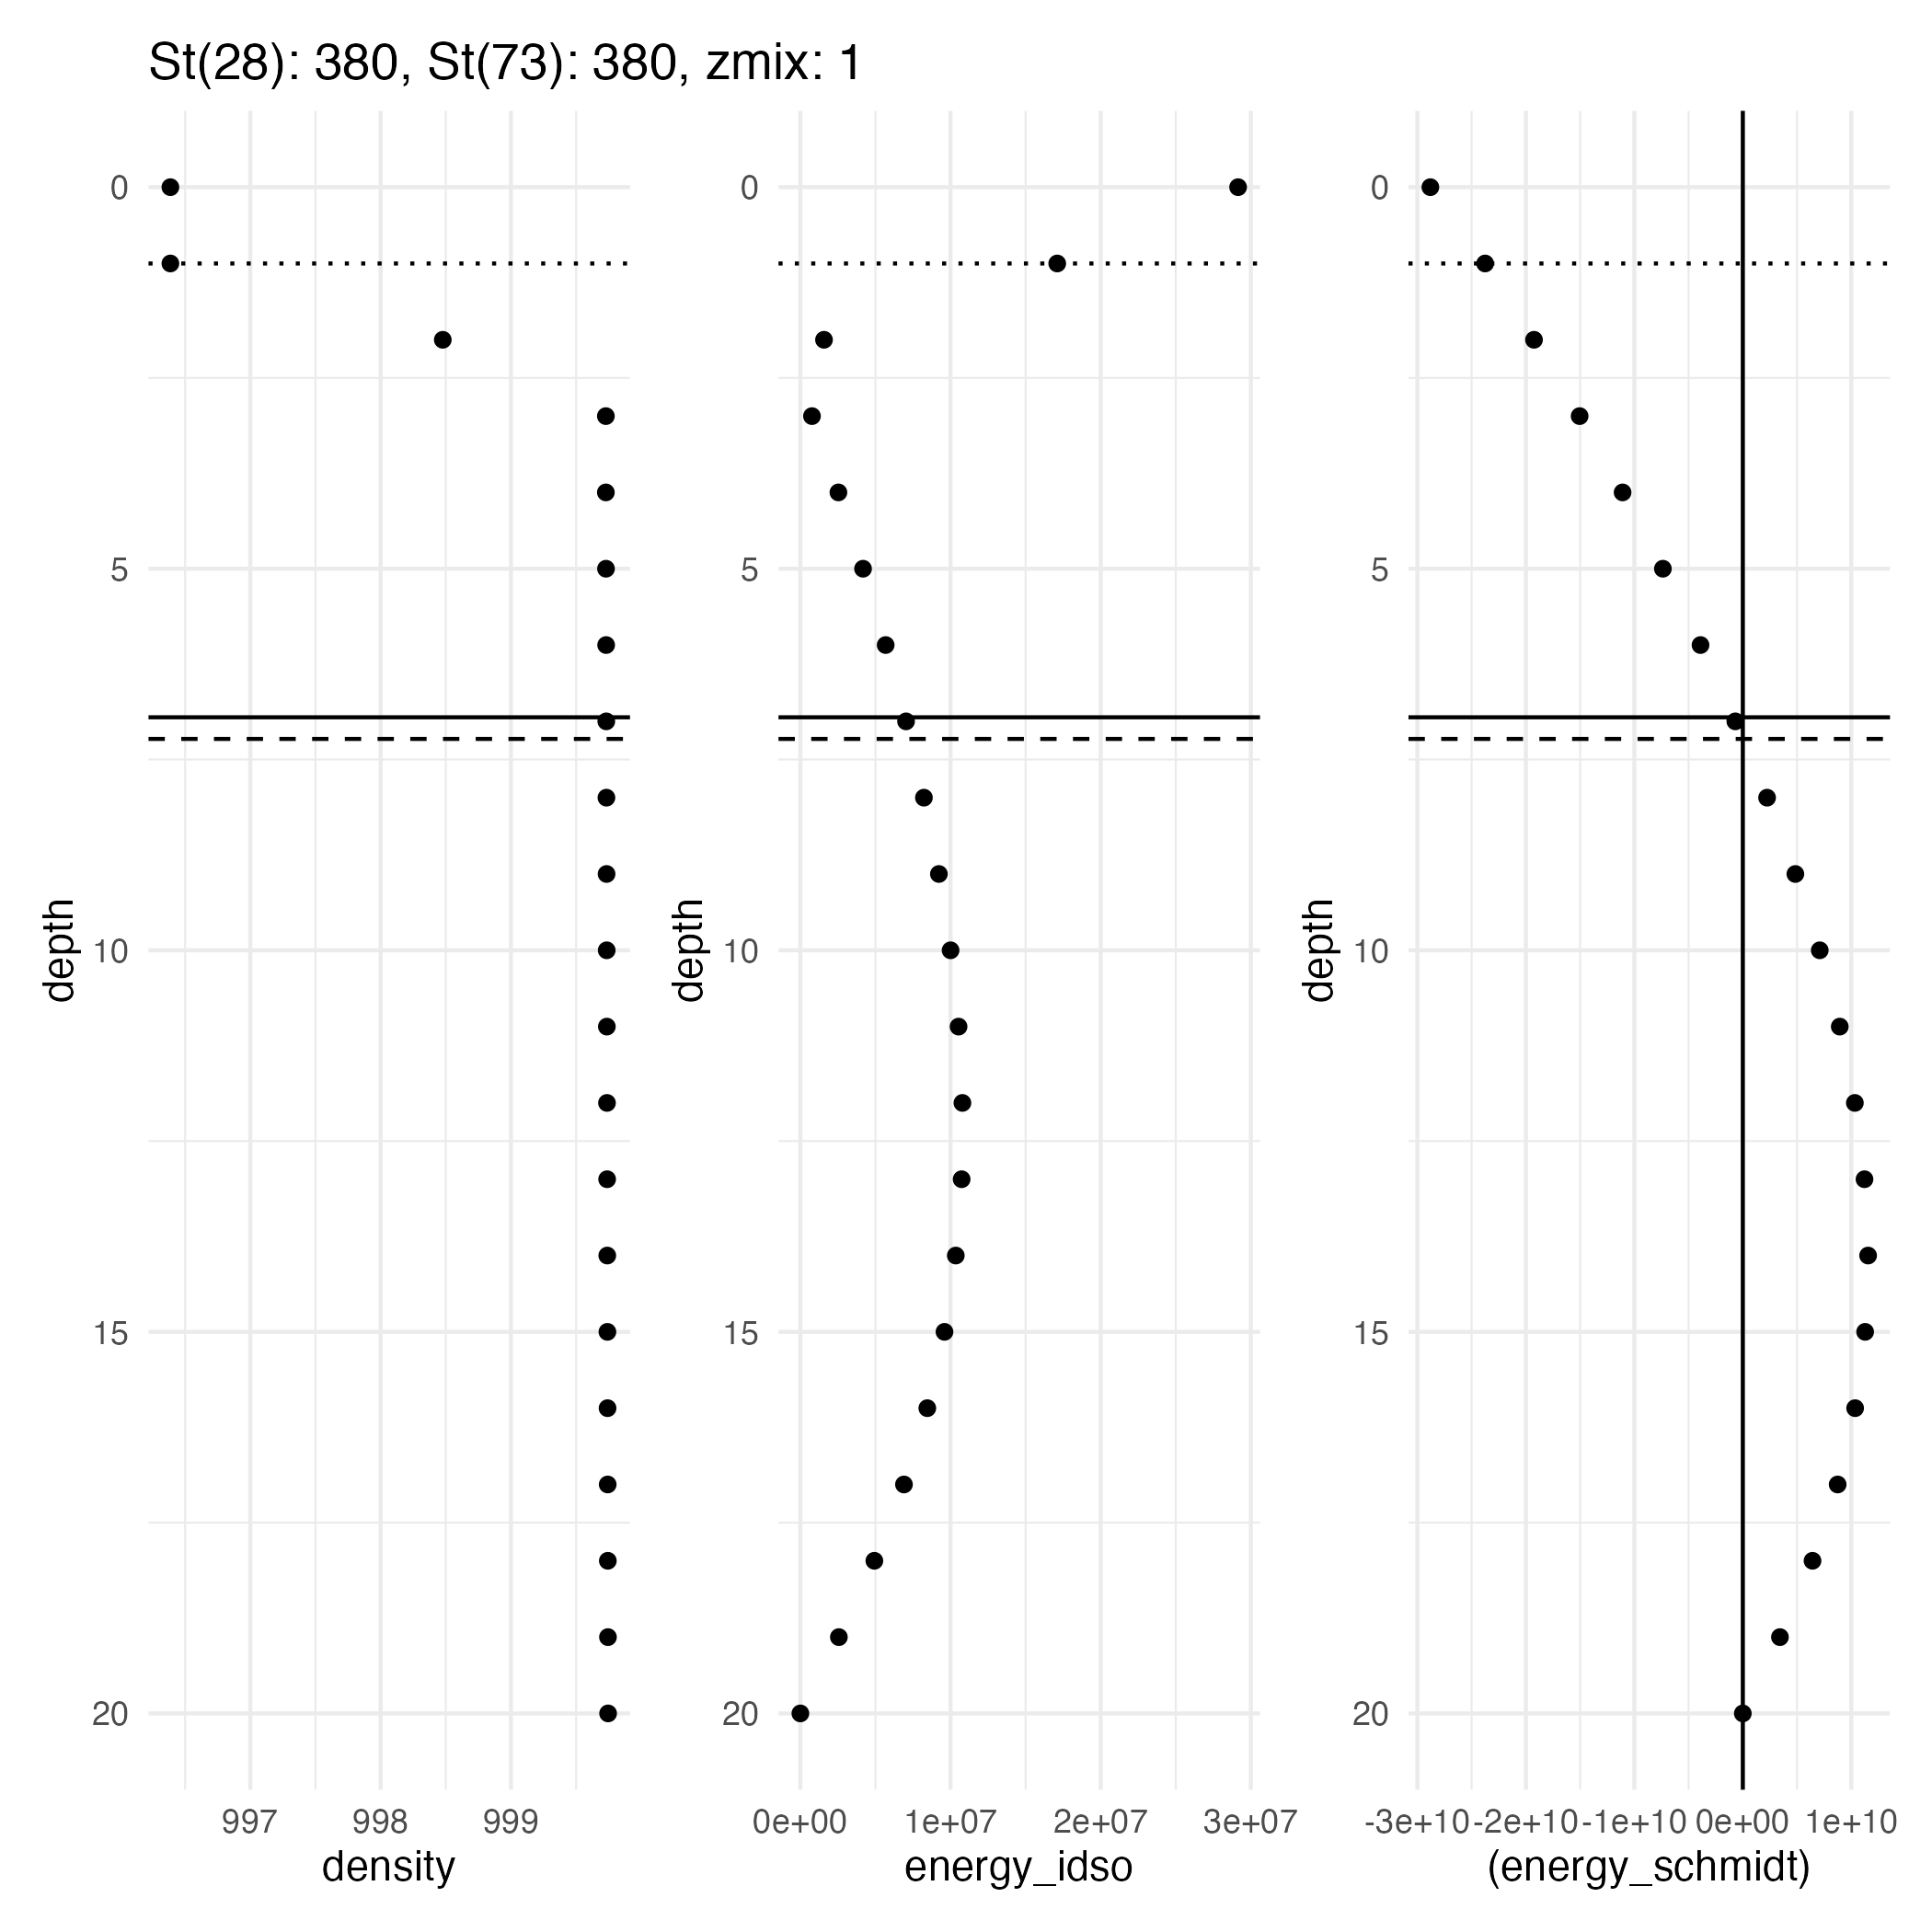 St(28): 380, St(73): 380, zmix: 1
0
5
10
15
20
depth
997 998 999
density
0
5
10
15
20
depth
0e+00 1e+07 2e+07 3e+07
energy_idso
0
5
10
15
20
depth
-3e+10 -2e+10 -1e+10 0e+00 1e+10
(energy_schmidt)